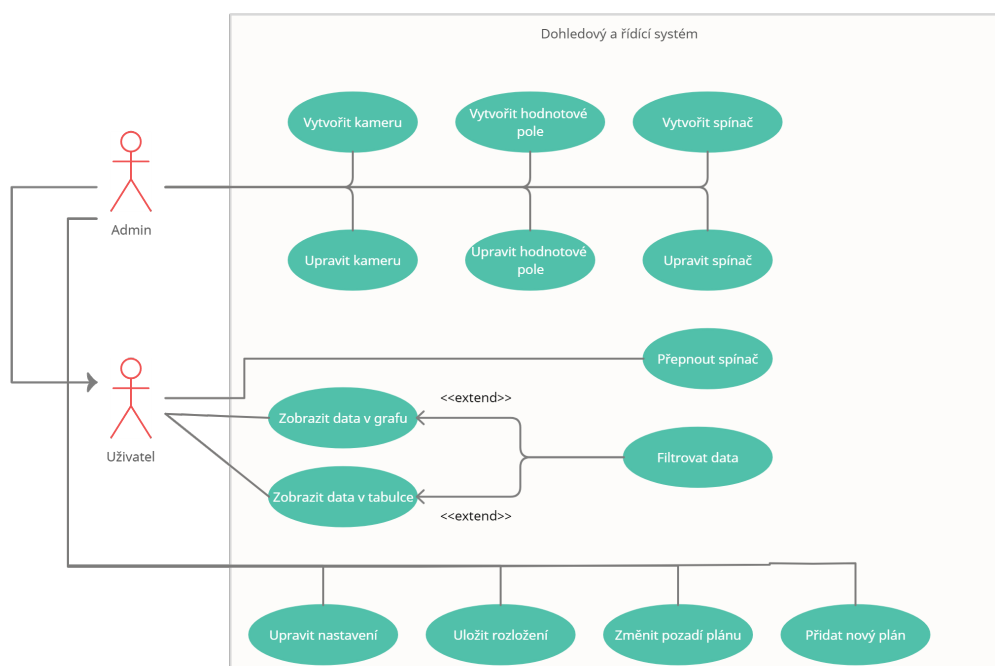 Dohledový a řídící systém
Vytvořit kameru
Vytvořit hodnotové
pole
Vytvořit spínač
Admin
Upravit kameru
Upravit hodnotové
pole
Upravit spínač
Přepnout spínač
<<extend>>
Zobrazit data v grafu
Uživatel
Filtrovat data
Zobrazit data v tabulce
<<extend>>
Upravit nastavení
Uložit rozložení
Změnit pozadí plánu
Přidat nový plán